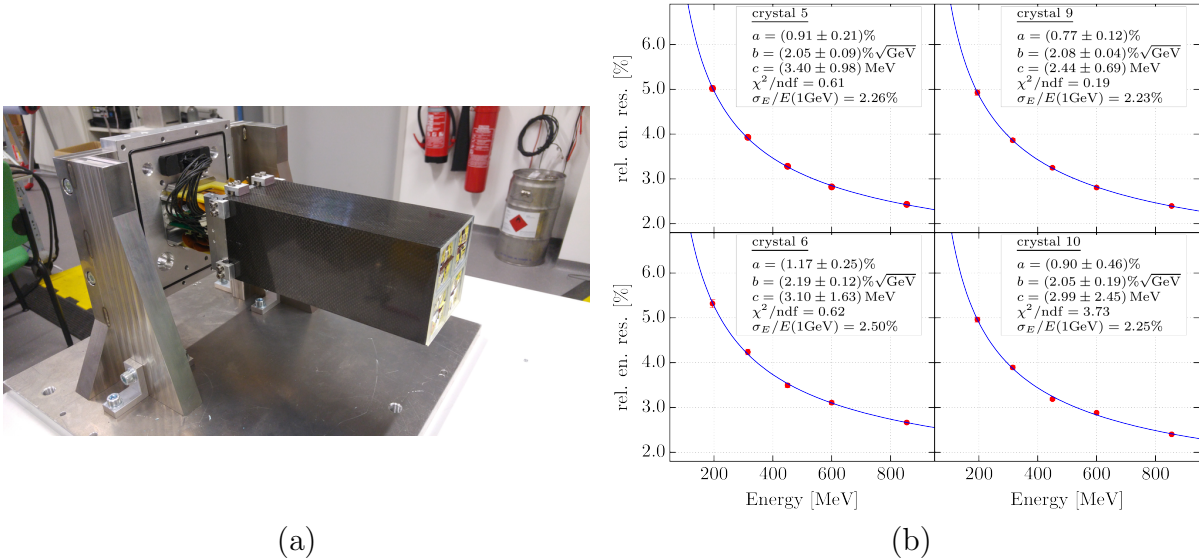 crystal 5
a = (0.91 ± 0.21)%
b = (2.05 ± 0.09)%√GeV
c = (3.40 ± 0.98) MeV
χ²/ndf = 0.61
σ_E/E(1GeV) = 2.26%
crystal 9
a = (0.77 ± 0.12)%
b = (2.08 ± 0.04)%√GeV
c = (2.44 ± 0.69) MeV
χ²/ndf = 0.19
σ_E/E(1GeV) = 2.23%
rel. en. res. [%]
6.0
5.0
4.0
3.0
2.0
crystal 6
a = (1.17 ± 0.25)%
b = (2.19 ± 0.12)%√GeV
c = (3.10 ± 1.63) MeV
χ²/ndf = 0.62
σ_E/E(1GeV) = 2.50%
crystal 10
a = (0.90 ± 0.46)%
b = (2.05 ± 0.19)%√GeV
c = (2.99 ± 2.45) MeV
χ²/ndf = 3.73
σ_E/E(1GeV) = 2.25%
rel. en. res. [%]
6.0
5.0
4.0
3.0
2.0
200 400 600 800
200 400 600 800
Energy [MeV]
Energy [MeV]
(a)
(b)